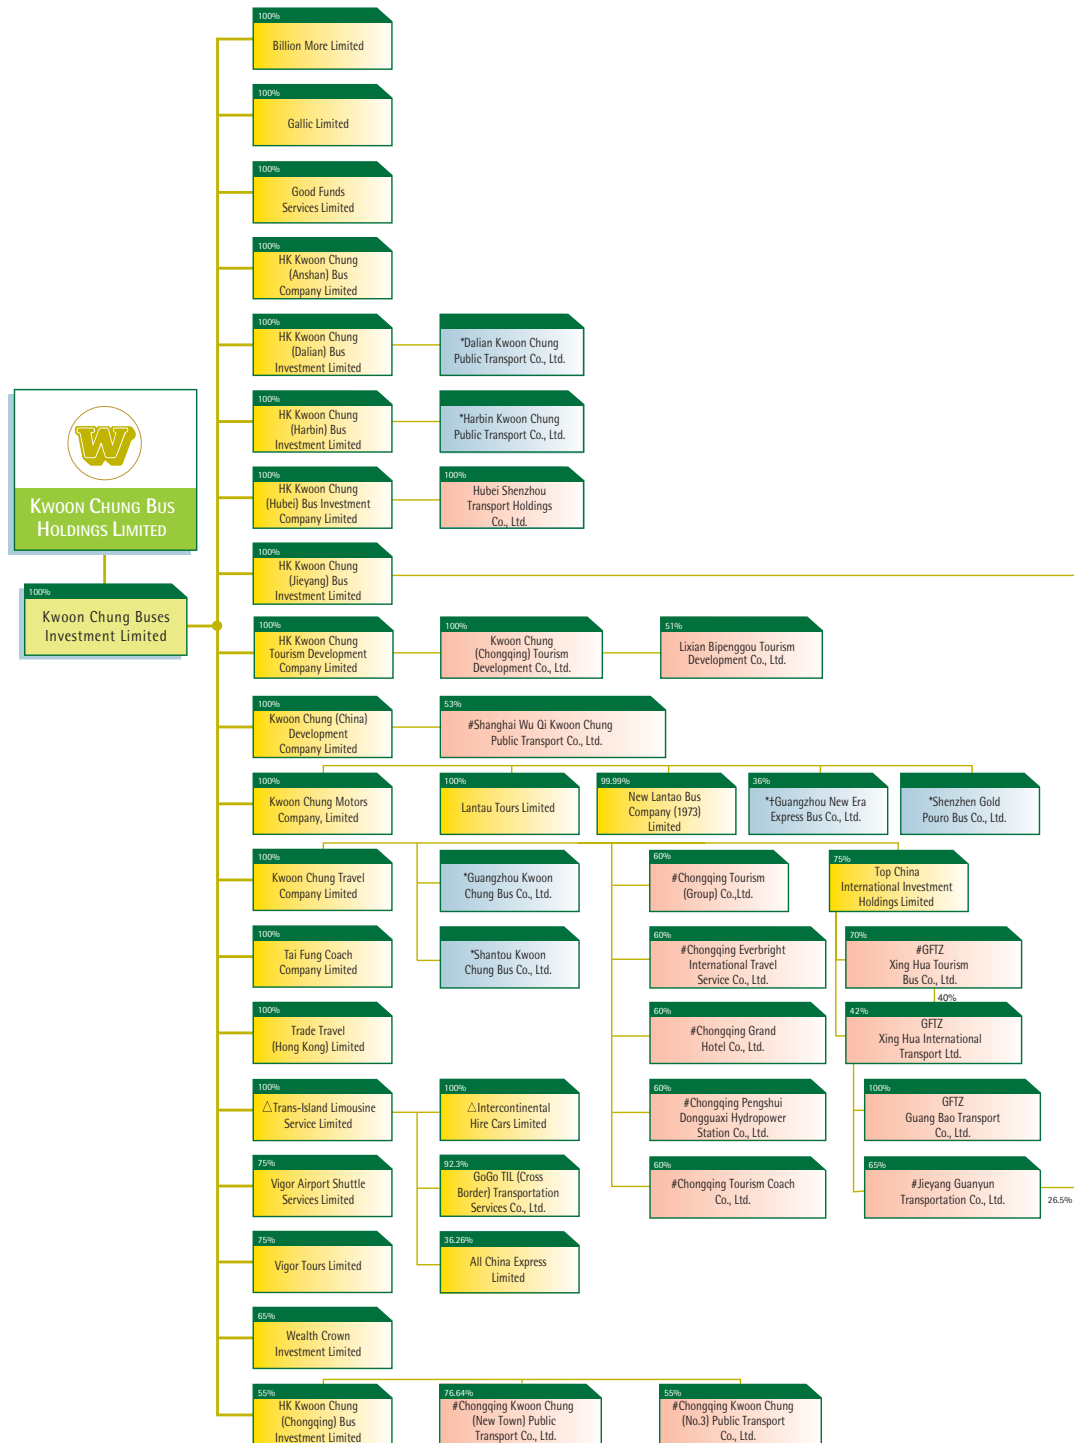 100%
Billion More Limited
100%
Gallic Limited
100%
Good Funds
Services Limited
100%
HK Kwoon Chung
(Anshan) Bus
Company Limited
100%
HK Kwoon Chung
(Dalian) Bus
Investment Limited
*Dalian Kwoon Chung
Public Transport Co., Ltd.
100%
HK Kwoon Chung
(Harbin) Bus
Investment Limited
*Harbin Kwoon Chung
Public Transport Co., Ltd.
W
KWOON CHUNG BUS
HOLDINGS LIMITED
100%
Kwoon Chung Buses
Investment Limited
100%
HK Kwoon Chung
(Hubei) Bus Investment
Company Limited
100%
Hubei Shenzhou
Transport Holdings
Co., Ltd.
100%
HK Kwoon Chung
(Jieyang) Bus
Investment Limited
100%
HK Kwoon Chung
Tourism Development
Company Limited
100%
Kwoon Chung
(Chongqing) Tourism
Development Co., Ltd.
51%
Lixian Bipenggou Tourism
Development Co., Ltd.
100%
Kwoon Chung (China)
Development
Company Limited
53%
#Shanghai Wu Qi Kwoon Chung
Public Transport Co., Ltd.
100%
Kwoon Chung Motors
Company, Limited
100%
Lantau Tours Limited
99.99%
New Lantao Bus
Company (1973)
Limited
36%
*†Guangzhou New Era
Express Bus Co., Ltd.
*Shenzhen Gold
Pouro Bus Co., Ltd.
100%
Kwoon Chung Travel
Company Limited
*Guangzhou Kwoon
Chung Bus Co., Ltd.
60%
#Chongqing Tourism
(Group) Co.,Ltd.
75%
Top China
International Investment
Holdings Limited
100%
Tai Fung Coach
Company Limited
*Shantou Kwoon
Chung Bus Co., Ltd.
60%
#Chongqing Everbright
International Travel
Service Co., Ltd.
70%
#GFTZ
Xing Hua Tourism
Bus Co., Ltd.
40%
100%
Trade Travel
(Hong Kong) Limited
60%
#Chongqing Grand
Hotel Co., Ltd.
42%
GFTZ
Xing Hua International
Transport Ltd.
100%
△Trans-Island Limousine
Service Limited
100%
△Intercontinental
Hire Cars Limited
60%
#Chongqing Pengshui
Dongguaxi Hydropower
Station Co., Ltd.
100%
GFTZ
Guang Bao Transport
Co., Ltd.
75%
Vigor Airport Shuttle
Services Limited
92.3%
GoGo TIL (Cross
Border) Transportation
Services Co., Ltd.
60%
#Chongqing Tourism Coach
Co., Ltd.
65%
#Jieyang Guanyun
Transportation Co., Ltd.
26.5%
75%
Vigor Tours Limited
36.26%
All China Express
Limited
65%
Wealth Crown
Investment Limited
55%
HK Kwoon Chung
(Chongqing) Bus
Investment Limited
76.64%
#Chongqing Kwoon Chung
(New Town) Public
Transport Co., Ltd.
55%
#Chongqing Kwoon Chung
(No.3) Public Transport
Co., Ltd.